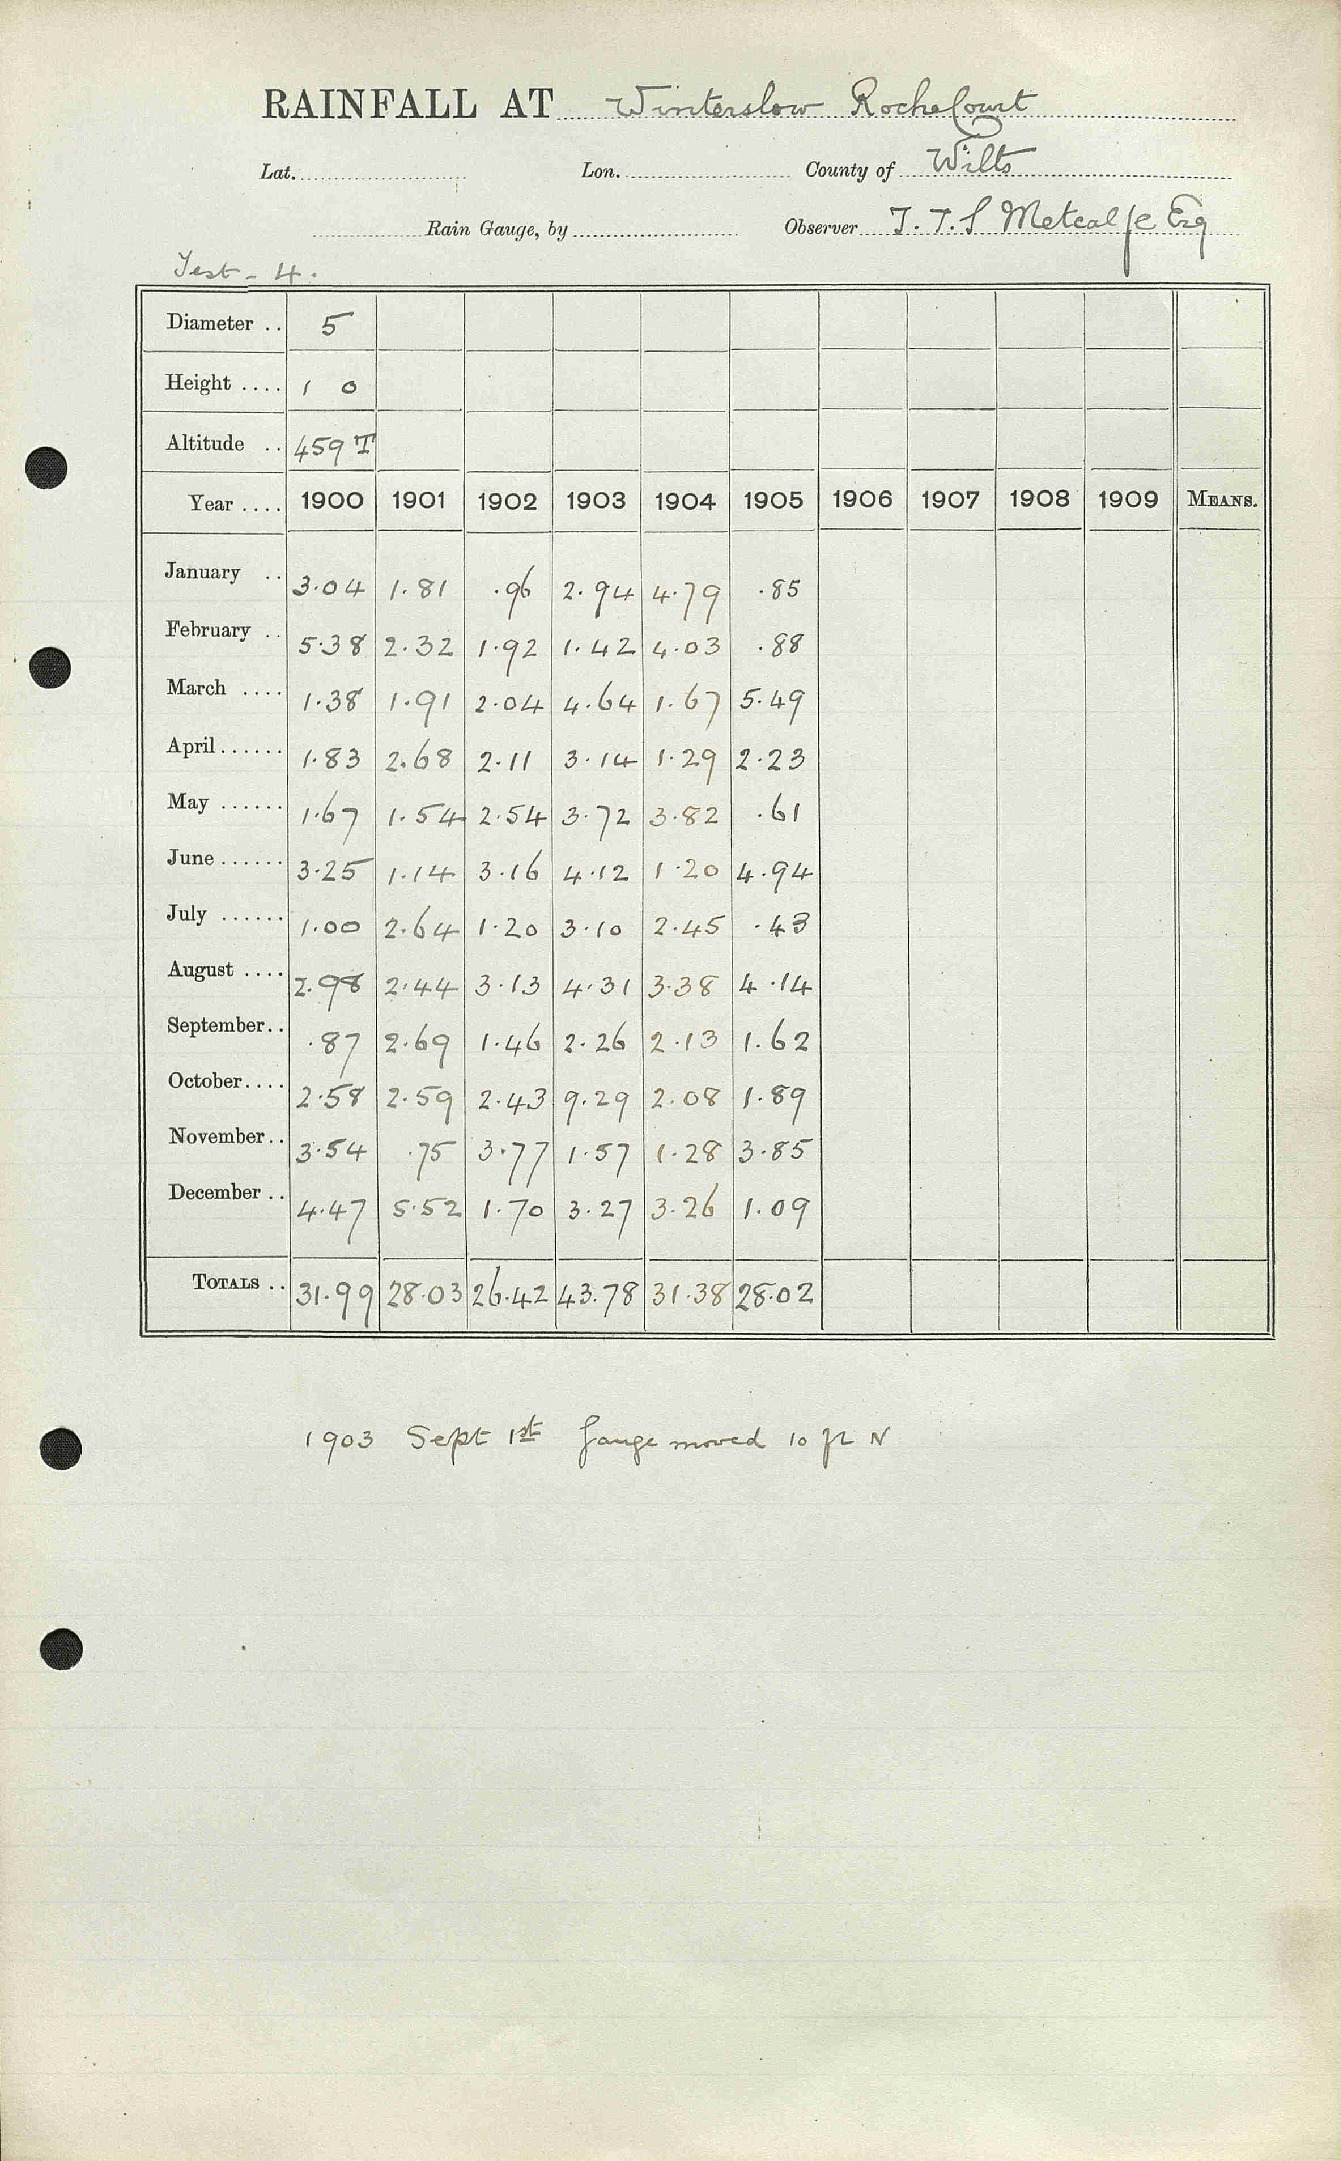 RAINFALL AT Winterslow RocheCourt
Lat. Lon. County of Wilts
Rain Gauge, by Observer T. T. S Metcalfe Esq
Test - 4.
Diameter .. 5
Height .... 1 0
Altitude .. 459 T
Year .... 1900 1901 1902 1903 1904 1905 1906 1907 1908 1909 MEANS.
January .. 3.04 1.81 .96 2.94 4.79 .85
February .. 5.38 2.32 1.92 1.42 4.03 .88
March .... 1.38 1.91 2.04 4.64 1.67 5.49
April ...... 1.83 2.68 2.11 3.14 1.29 2.23
May ...... 1.67 1.54 2.54 3.72 3.82 .61
June ...... 3.25 1.14 3.16 4.12 1.20 4.94
July ...... 1.00 2.64 1.20 3.10 2.45 .43
August .... 2.98 2.44 3.13 4.31 3.38 4.14
September.. .87 2.69 1.46 2.26 2.13 1.62
October.... 2.58 2.59 2.43 9.29 2.08 1.89
November.. 3.54 .75 3.77 1.57 1.28 3.85
December .. 4.47 5.52 1.70 3.27 3.26 1.09
TOTALS .. 31.99 28.03 26.42 43.78 31.38 28.02
1903 Sept 1st Gauge moved 10 ft N